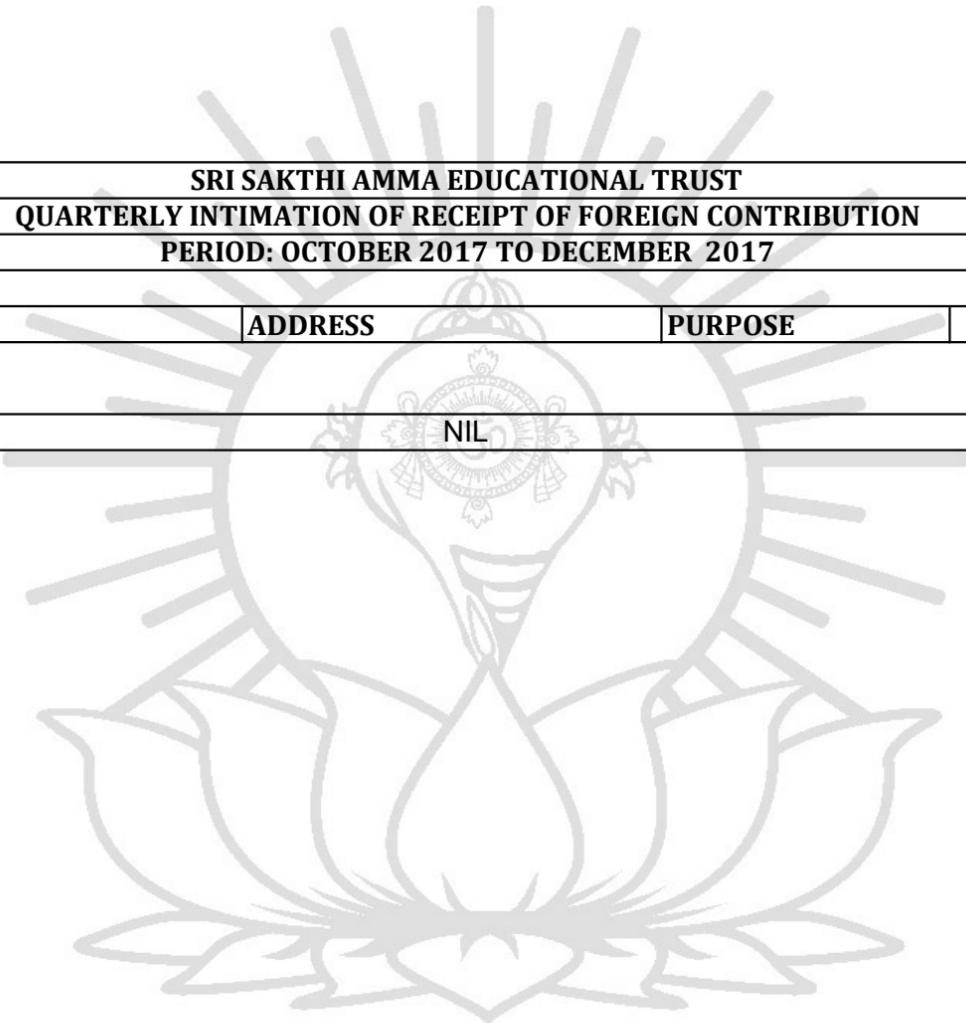 SRI SAKTHI AMMA EDUCATIONAL TRUST
QUARTERLY INTIMATION OF RECEIPT OF FOREIGN CONTRIBUTION
PERIOD: OCTOBER 2017 TO DECEMBER 2017
ADDRESS PURPOSE
NIL
ॐ